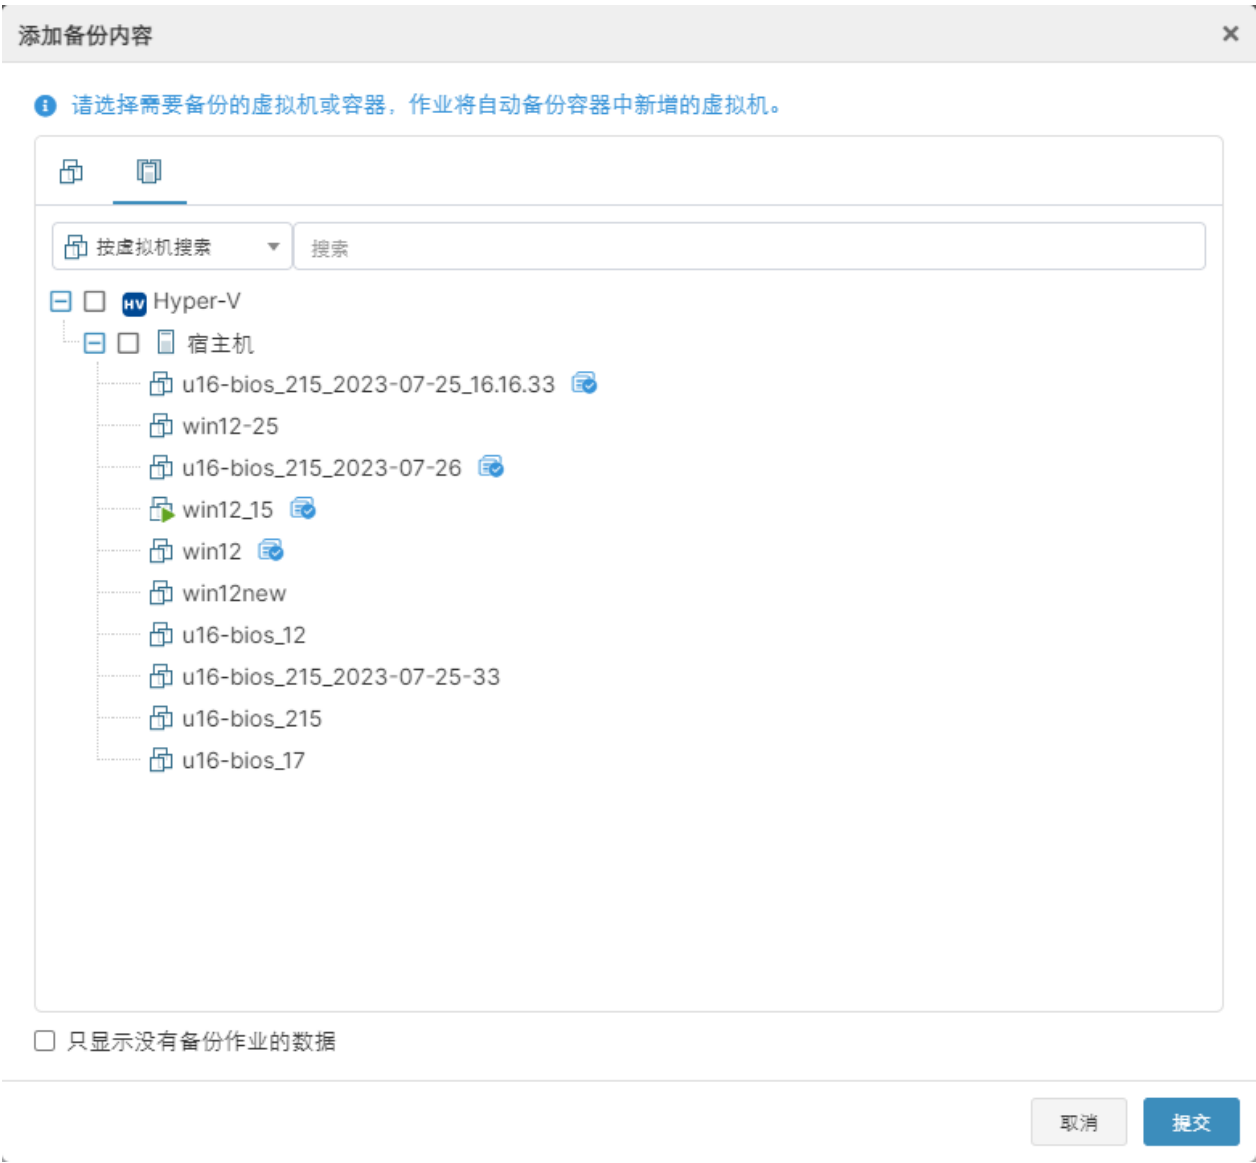 添加备份内容
请选择需要备份的虚拟机或容器，作业将自动备份容器中新增的虚拟机。
按虚拟机搜索 搜索
HV Hyper-V
宿主机
u16-bios_215_2023-07-25_16.16.33
win12-25
u16-bios_215_2023-07-26
win12_15
win12
win12new
u16-bios_12
u16-bios_215_2023-07-25-33
u16-bios_215
u16-bios_17
只显示没有备份作业的数据
取消 提交